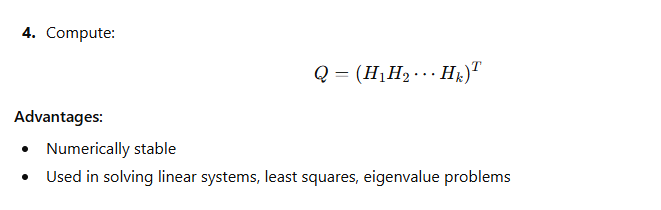 4. Compute:
Q = (H₁H₂ ⋯ Hₖ)ᵀ
Advantages:
• Numerically stable
• Used in solving linear systems, least squares, eigenvalue problems